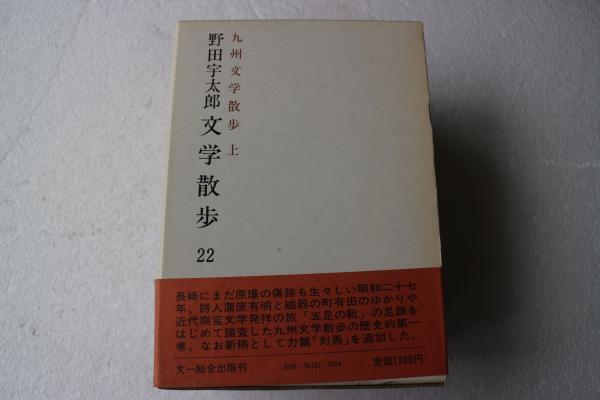 九州文学散歩 上
野田宇太郎 文学散歩
22
長崎にまだ原爆の傷跡も生々しい昭和二十七
年、詩人蒲原有明と磁器の町有田のゆかりや
近代南蛮文学発祥の旅「五足の靴」の足跡を
はじめて踏査した九州文学散歩の歴史的第一
巻。なお新稿として力篇「対馬」を追加した。
文一総合出版刊
定価1200円